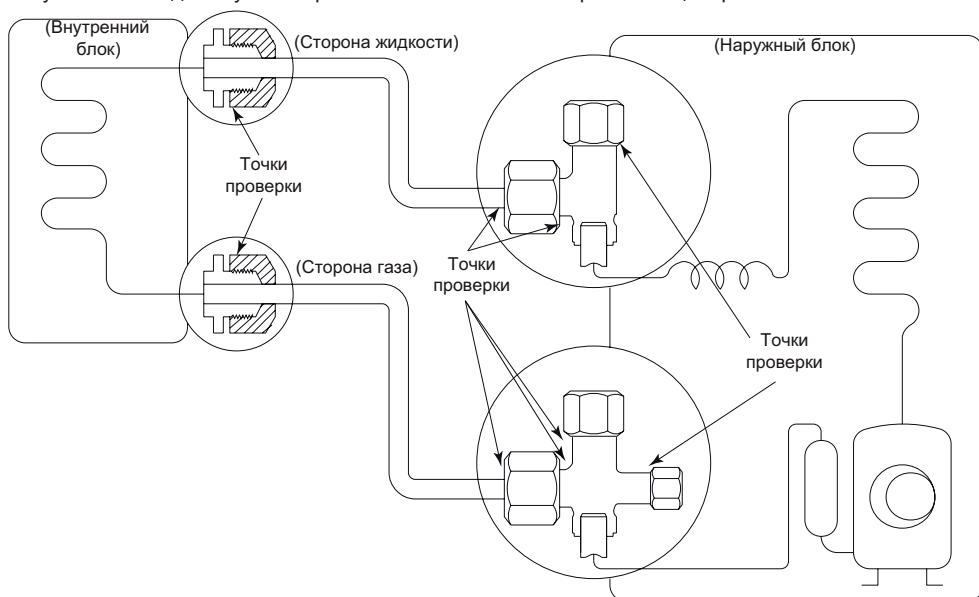 (Внутренний
блок)
(Сторона жидкости)
(Наружный блок)
Точки
проверки
(Сторона газа)
Точки
проверки
Точки
проверки